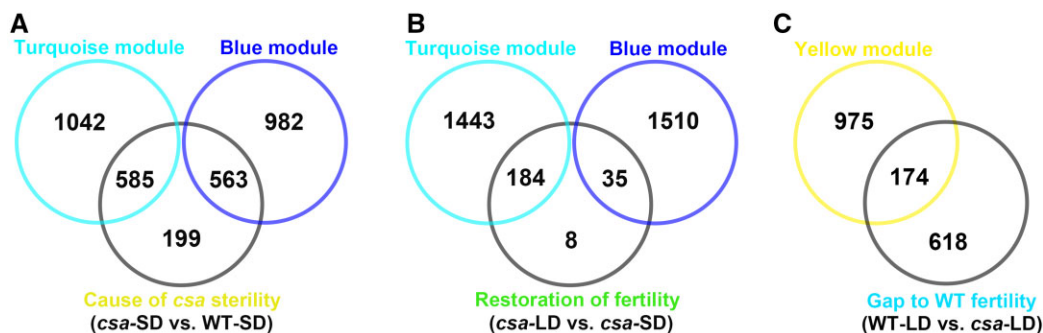 A
Turquoise module
Blue module
1042
982
585
563
199
Cause of csa sterility
(csa-SD vs. WT-SD)
B
Turquoise module
Blue module
1443
1510
184
35
8
Restoration of fertility
(csa-LD vs. csa-SD)
C
Yellow module
975
174
618
Gap to WT fertility
(WT-LD vs. csa-LD)